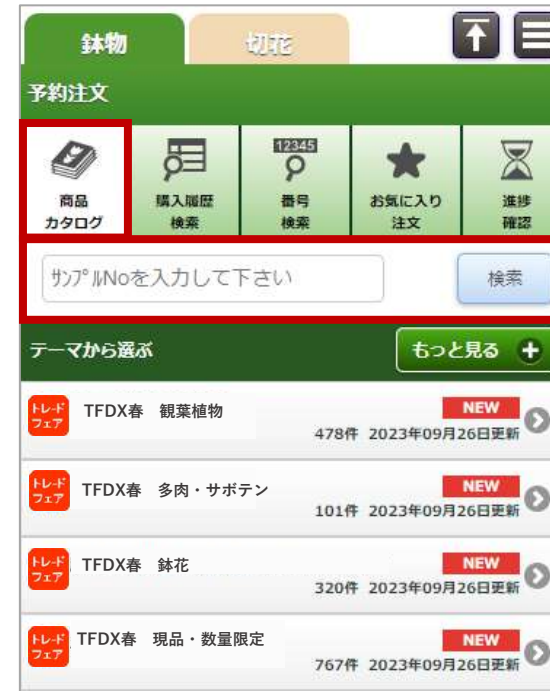 鉢物
切花
予約注文
商品
カタログ
購入履歴
検索
12345
番号
検索
お気に入り
注文
進捗
確認
ｻﾝﾌﾟﾙNoを入力して下さい
検索
テーマから選ぶ
もっと見る
トレード
フェア
TFDX春 観葉植物
NEW
478件 2023年09月26日更新
トレード
フェア
TFDX春 多肉・サボテン
NEW
101件 2023年09月26日更新
トレード
フェア
TFDX春 鉢花
NEW
320件 2023年09月26日更新
トレード
フェア
TFDX春 現品・数量限定
NEW
767件 2023年09月26日更新